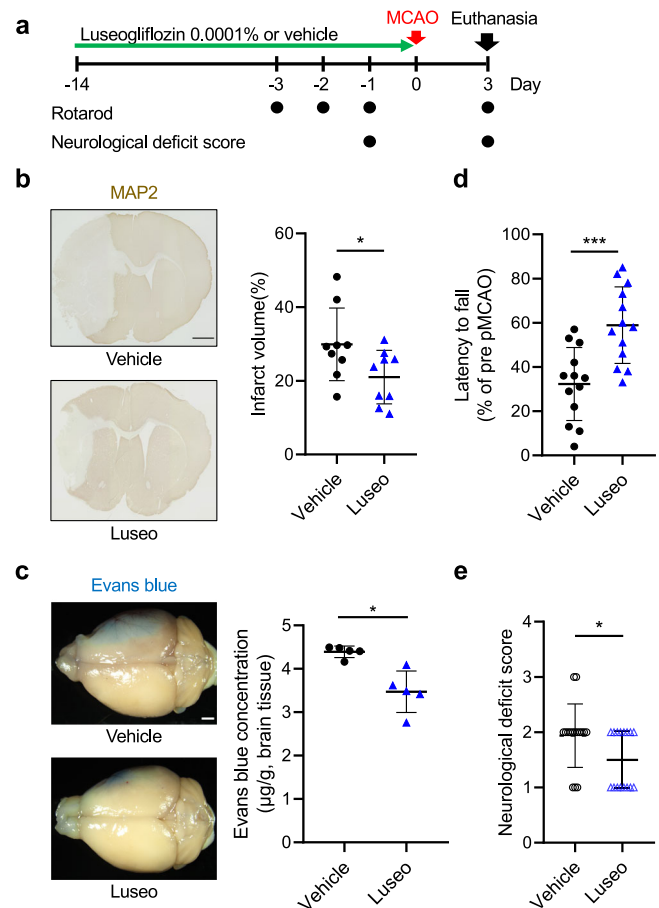 a
Luseogliflozin 0.0001% or vehicle
MCAO
Euthanasia
-14
-3
-2
-1
0
3
Day
Rotarod
Neurological deficit score
b
MAP2
Vehicle
Luseo
Infarct volume(%)
60
40
20
0
*
Vehicle
Luseo
d
Latency to fall
(% of pre pMCAO)
100
80
60
40
20
0
***
Vehicle
Luseo
c
Evans blue
Vehicle
Luseo
Evans blue concentration
(μg/g, brain tissue)
5
4
3
2
1
0
*
Vehicle
Luseo
e
Neurological deficit score
4
3
2
1
0
*
Vehicle
Luseo